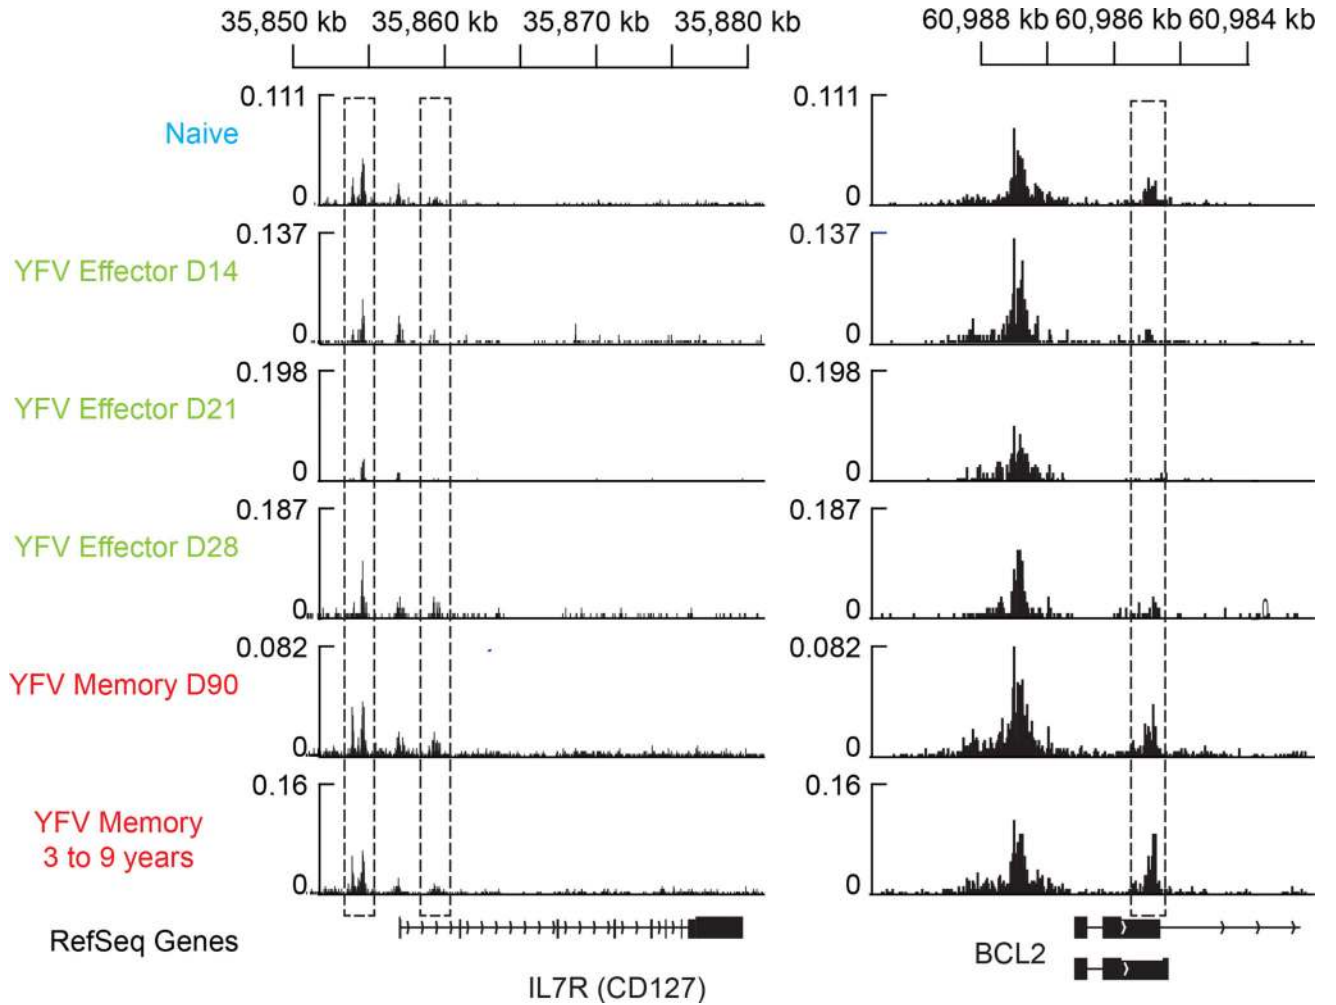 35,850 kb 35,860 kb 35,870 kb 35,880 kb
60,988 kb 60,986 kb 60,984 kb
0.111
Naive
0
0.111
0
0.137
YFV Effector D14
0
0.137
0
0.198
YFV Effector D21
0
0.198
0
0.187
YFV Effector D28
0
0.187
0
0.082
YFV Memory D90
0
0.082
0
0.16
YFV Memory
3 to 9 years
0
0.16
0
RefSeq Genes
IL7R (CD127)
BCL2